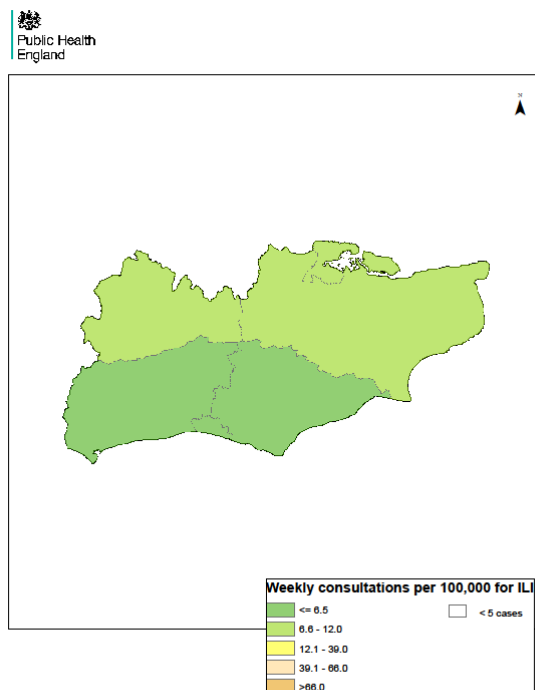 Public Health
England
N
Weekly consultations per 100,000 for ILI
<= 6.5
< 5 cases
6.6 - 12.0
12.1 - 39.0
39.1 - 66.0
>66.0